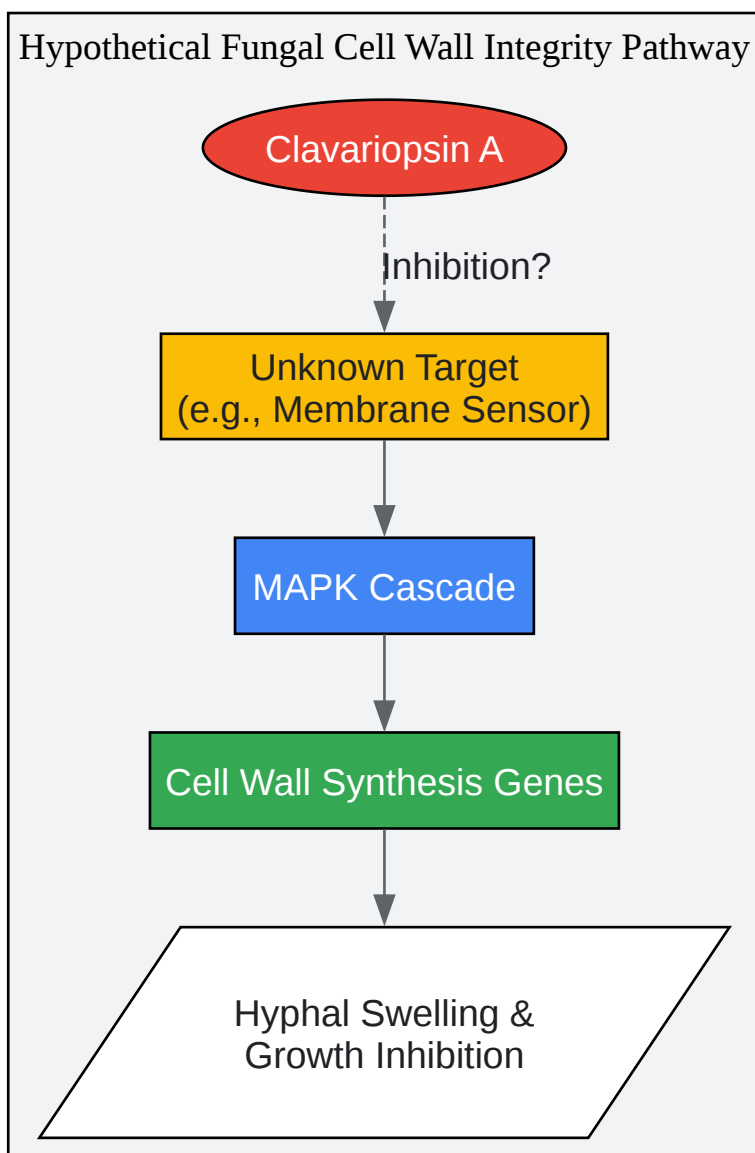 Hypothetical Fungal Cell Wall Integrity Pathway
Clavariopsin A
Inhibition?
Unknown Target
(e.g., Membrane Sensor)
MAPK Cascade
Cell Wall Synthesis Genes
Hyphal Swelling &
Growth Inhibition